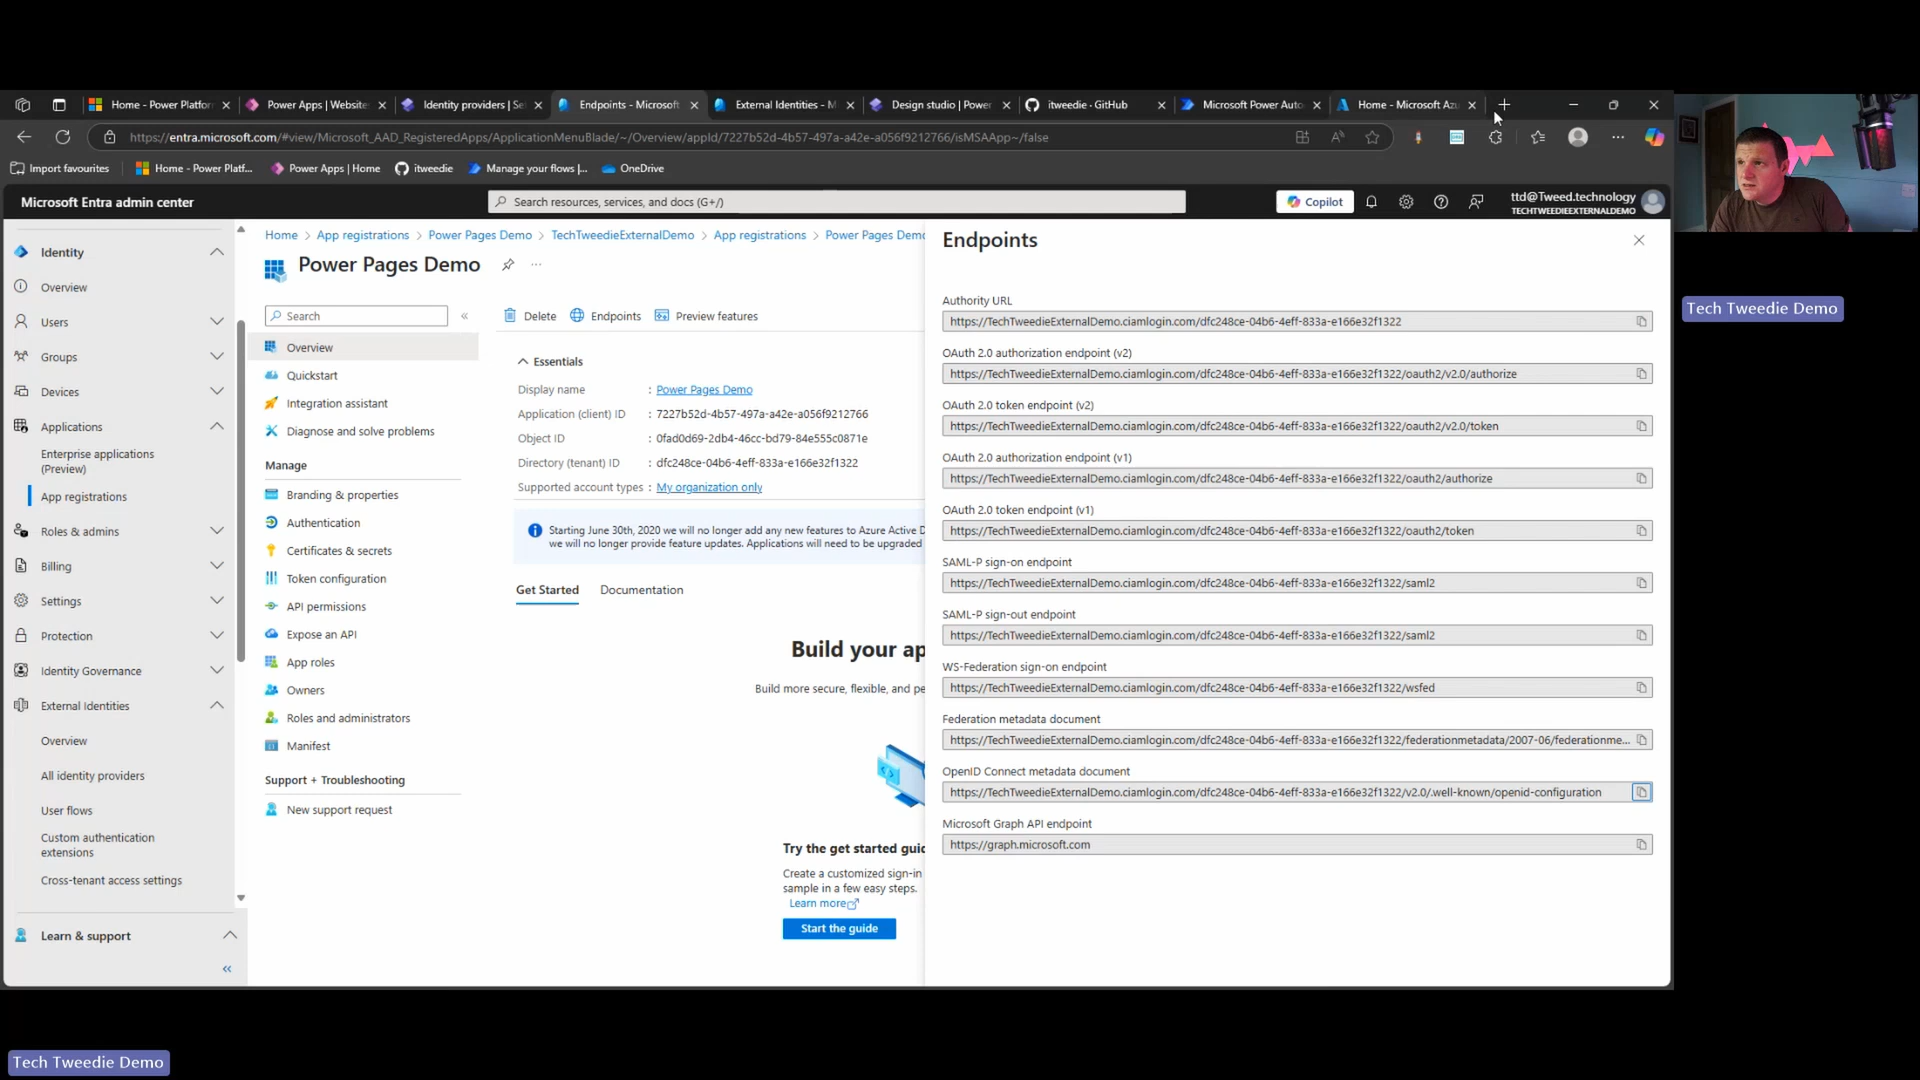 Home - Power Platfor
Power Apps | Website
Identity providers | Se
Endpoints - Microsoft
External Identities - M
Design studio | Power
itweedie · GitHub
Microsoft Power Auto
Home - Microsoft Azu
https://entra.microsoft.com/#view/Microsoft_AAD_RegisteredApps/ApplicationMenuBlade/~/Overview/appId/7227b52d-4b57-497a-a42e-a056f9212766/isMSAApp~/false
Import favourites
Home - Power Platf...
Power Apps | Home
itweedie
Manage your flows |...
OneDrive
Microsoft Entra admin center
Search resources, services, and docs (G+/)
Copilot
ttd@Tweed.technology
TECHTWEEDIEEXTERNALDEMO
Identity
Overview
Users
Groups
Devices
Applications
Enterprise applications
(Preview)
App registrations
Roles & admins
Billing
Settings
Protection
Identity Governance
External Identities
Overview
All identity providers
User flows
Custom authentication
extensions
Cross-tenant access settings
Learn & support
Home > App registrations > Power Pages Demo > TechTweedieExternalDemo > App registrations > Power Pages Demo
Power Pages Demo
Search
Overview
Quickstart
Integration assistant
Diagnose and solve problems
Manage
Branding & properties
Authentication
Certificates & secrets
Token configuration
API permissions
Expose an API
App roles
Owners
Roles and administrators
Manifest
Support + Troubleshooting
New support request
Delete
Endpoints
Preview features
Essentials
Display name : Power Pages Demo
Application (client) ID : 7227b52d-4b57-497a-a42e-a056f9212766
Object ID : 0fad0d69-2db4-46cc-bd79-84e555c0871e
Directory (tenant) ID : dfc248ce-04b6-4eff-833a-e166e32f1322
Supported account types : My organization only
Starting June 30th, 2020 we will no longer add any new features to Azure Active D
we will no longer provide feature updates. Applications will need to be upgraded
Get Started
Documentation
Build your ap
Build more secure, flexible, and pe
Try the get started guid
Create a customized sign-in
sample in a few easy steps.
Learn more
Start the guide
Endpoints
Authority URL
https://TechTweedieExternalDemo.ciamlogin.com/dfc248ce-04b6-4eff-833a-e166e32f1322
OAuth 2.0 authorization endpoint (v2)
https://TechTweedieExternalDemo.ciamlogin.com/dfc248ce-04b6-4eff-833a-e166e32f1322/oauth2/v2.0/authorize
OAuth 2.0 token endpoint (v2)
https://TechTweedieExternalDemo.ciamlogin.com/dfc248ce-04b6-4eff-833a-e166e32f1322/oauth2/v2.0/token
OAuth 2.0 authorization endpoint (v1)
https://TechTweedieExternalDemo.ciamlogin.com/dfc248ce-04b6-4eff-833a-e166e32f1322/oauth2/authorize
OAuth 2.0 token endpoint (v1)
https://TechTweedieExternalDemo.ciamlogin.com/dfc248ce-04b6-4eff-833a-e166e32f1322/oauth2/token
SAML-P sign-on endpoint
https://TechTweedieExternalDemo.ciamlogin.com/dfc248ce-04b6-4eff-833a-e166e32f1322/saml2
SAML-P sign-out endpoint
https://TechTweedieExternalDemo.ciamlogin.com/dfc248ce-04b6-4eff-833a-e166e32f1322/saml2
WS-Federation sign-on endpoint
https://TechTweedieExternalDemo.ciamlogin.com/dfc248ce-04b6-4eff-833a-e166e32f1322/wsfed
Federation metadata document
https://TechTweedieExternalDemo.ciamlogin.com/dfc248ce-04b6-4eff-833a-e166e32f1322/federationmetadata/2007-06/federationme...
OpenID Connect metadata document
https://TechTweedieExternalDemo.ciamlogin.com/dfc248ce-04b6-4eff-833a-e166e32f1322/v2.0/.well-known/openid-configuration
Microsoft Graph API endpoint
https://graph.microsoft.com
Tech Tweedie Demo
Tech Tweedie Demo